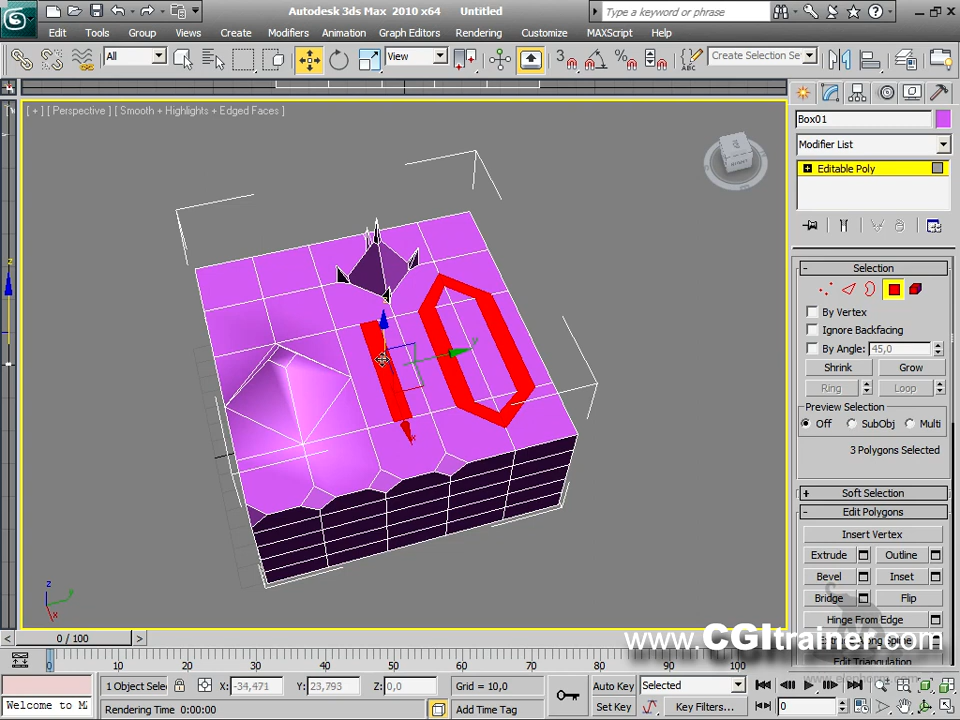 Autodesk 3ds Max 2010 x64 Untitled
Type a keyword or phrase
Edit Tools Group Views Create Modifiers Animation Graph Editors Rendering Customize MAXScript Help
All View 3 ABC Create Selection Se
[ + ] [ Perspective ] [ Smooth + Highlights + Edged Faces ]
Box01
Modifier List
Editable Poly
Selection
By Vertex
Ignore Backfacing
By Angle: 45,0
Shrink Grow
Ring Loop
Preview Selection
Off SubObj Multi
3 Polygons Selected
Soft Selection
Edit Polygons
Insert Vertex
Extrude Outline
Bevel Inset
Bridge Flip
Hinge From Edge
Edit Triangulation
z
y
x
www.CGItrainer.com
0 / 100
0 10 20 30 40 50 60 70 80 90 100
1 Object Selec X: -34,471 Y: 23,793 Z: 0,0 Grid = 10,0 Auto Key Selected
Welcome to M Rendering Time 0:00:00 Add Time Tag Set Key Key Filters... 0